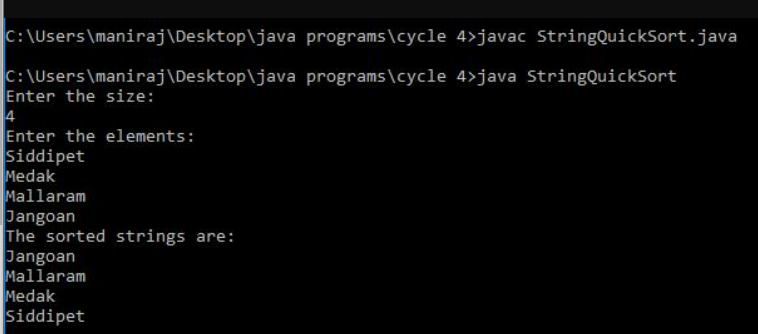 C:\Users\maniraj\Desktop\java programs\cycle 4>javac StringQuickSort.java
C:\Users\maniraj\Desktop\java programs\cycle 4>java StringQuickSort
Enter the size:
4
Enter the elements:
Siddipet
Medak
Mallaram
Jangoan
The sorted strings are:
Jangoan
Mallaram
Medak
Siddipet